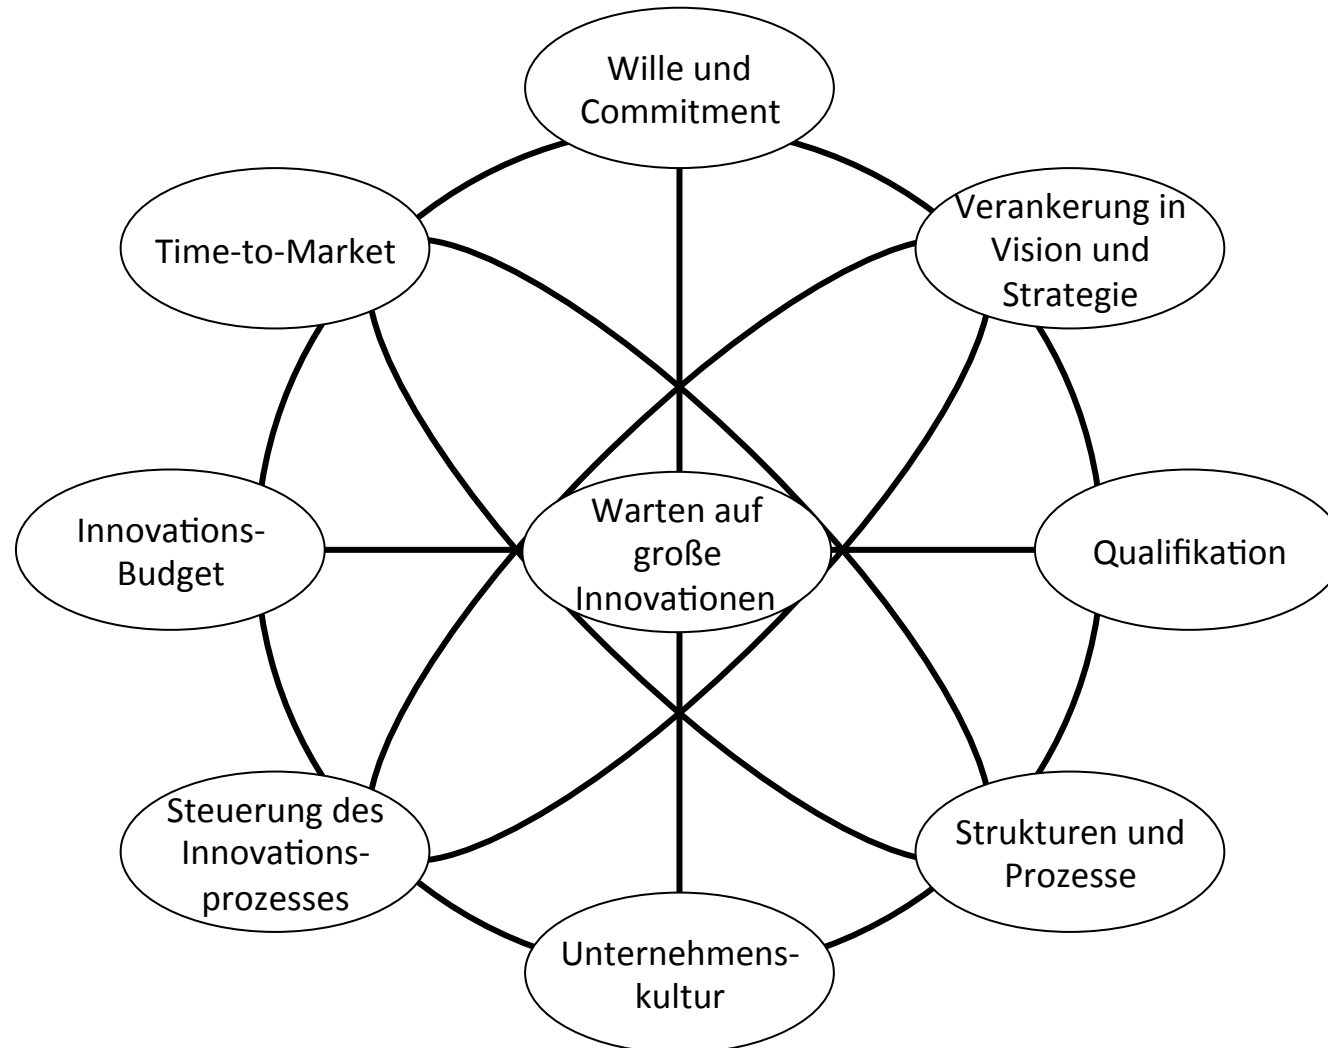 Wille und
Commitment
Verankerung in
Vision und
Strategie
Time-to-Market
Innovations-
Budget
Warten auf
große
Innovationen
Qualifikation
Steuerung des
Innovations-
prozesses
Strukturen und
Prozesse
Unternehmens-
kultur